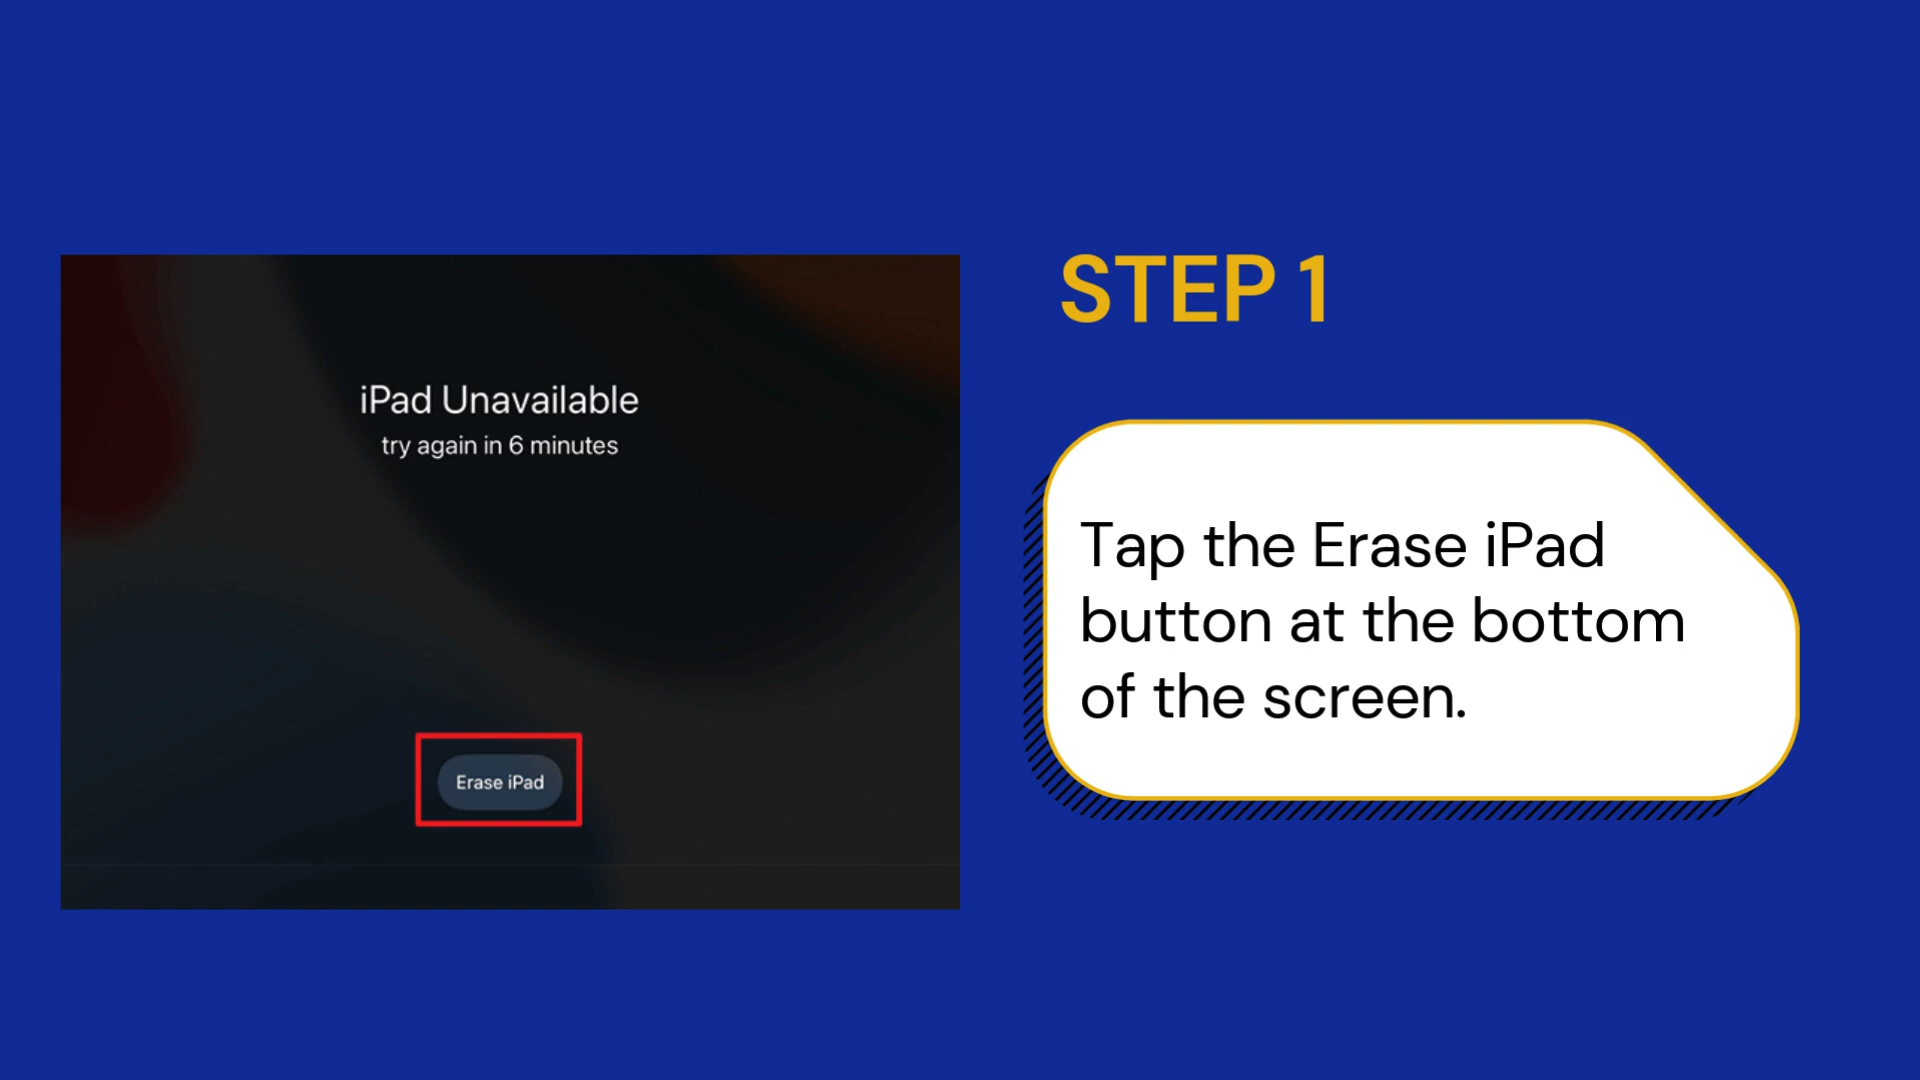 iPad Unavailable
try again in 6 minutes
Erase iPad
STEP 1
Tap the Erase iPad
button at the bottom
of the screen.